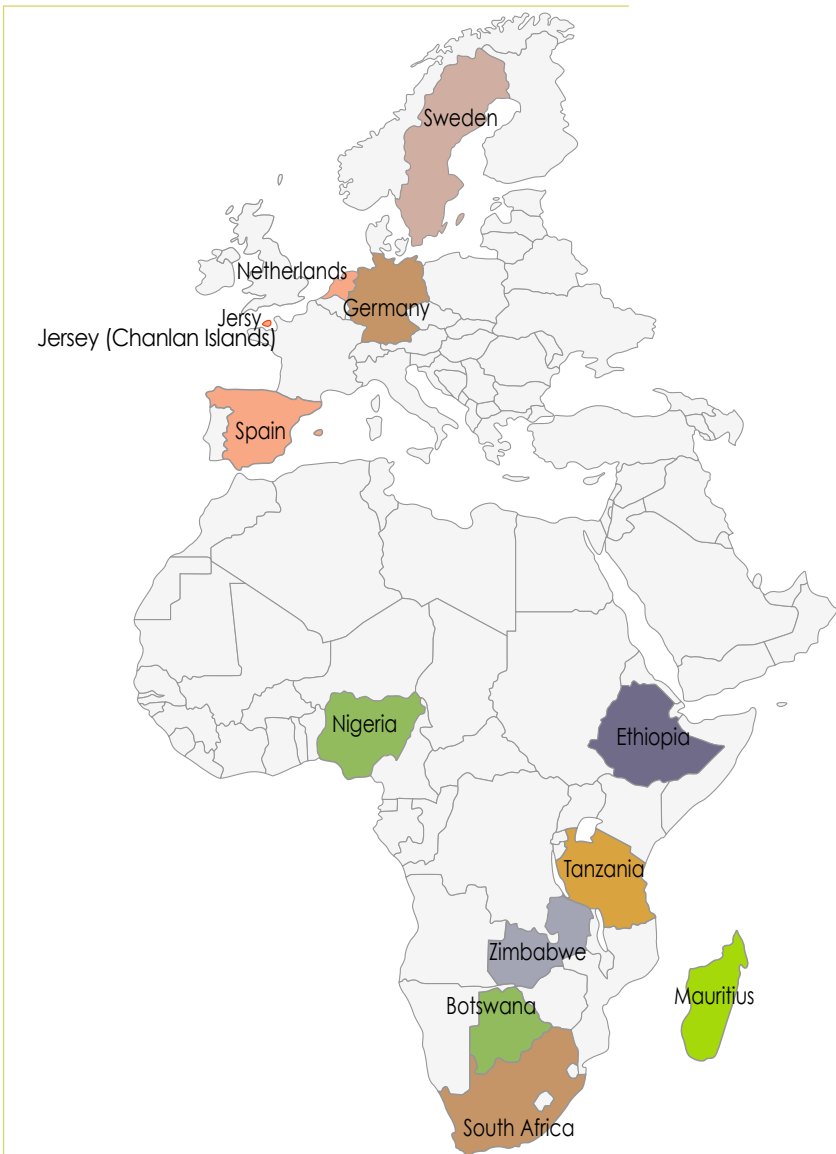 Sweden
Netherlands
Germany
Jersy
Jersey (Chanlan Islands)
Spain
Nigeria
Ethiopia
Tanzania
Zimbabwe
Mauritius
Botswana
South Africa